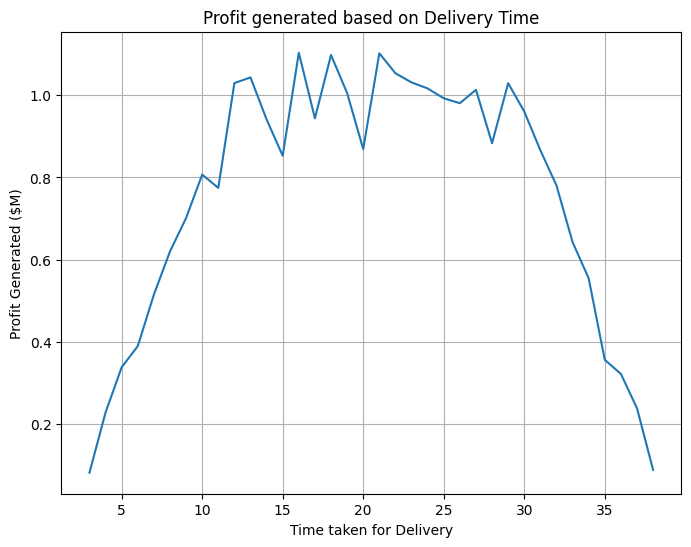 Profit generated based on Delivery Time
Profit Generated ($M)
1.0
0.8
0.6
0.4
0.2
5 10 15 20 25 30 35
Time taken for Delivery